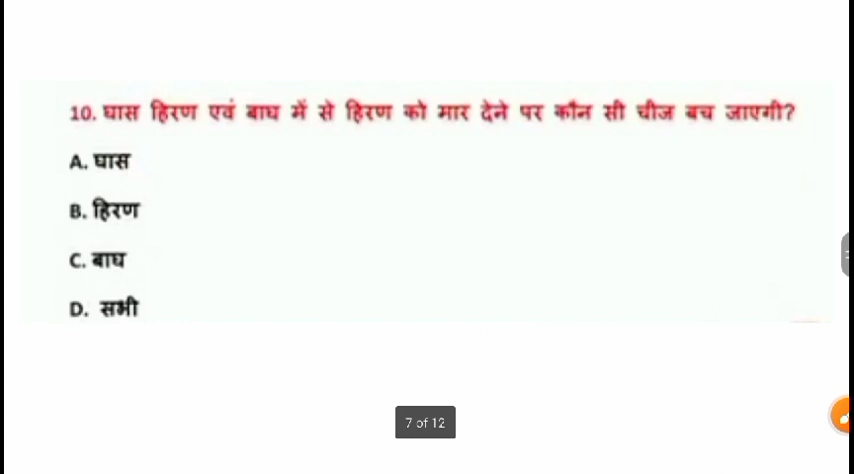 10. घास हिरण एवं बाघ में से हिरण को मार देने पर कौन सी चीज बच जाएगी?
A. घास
B. हिरण
C. बाघ
D. सभी
7 of 12